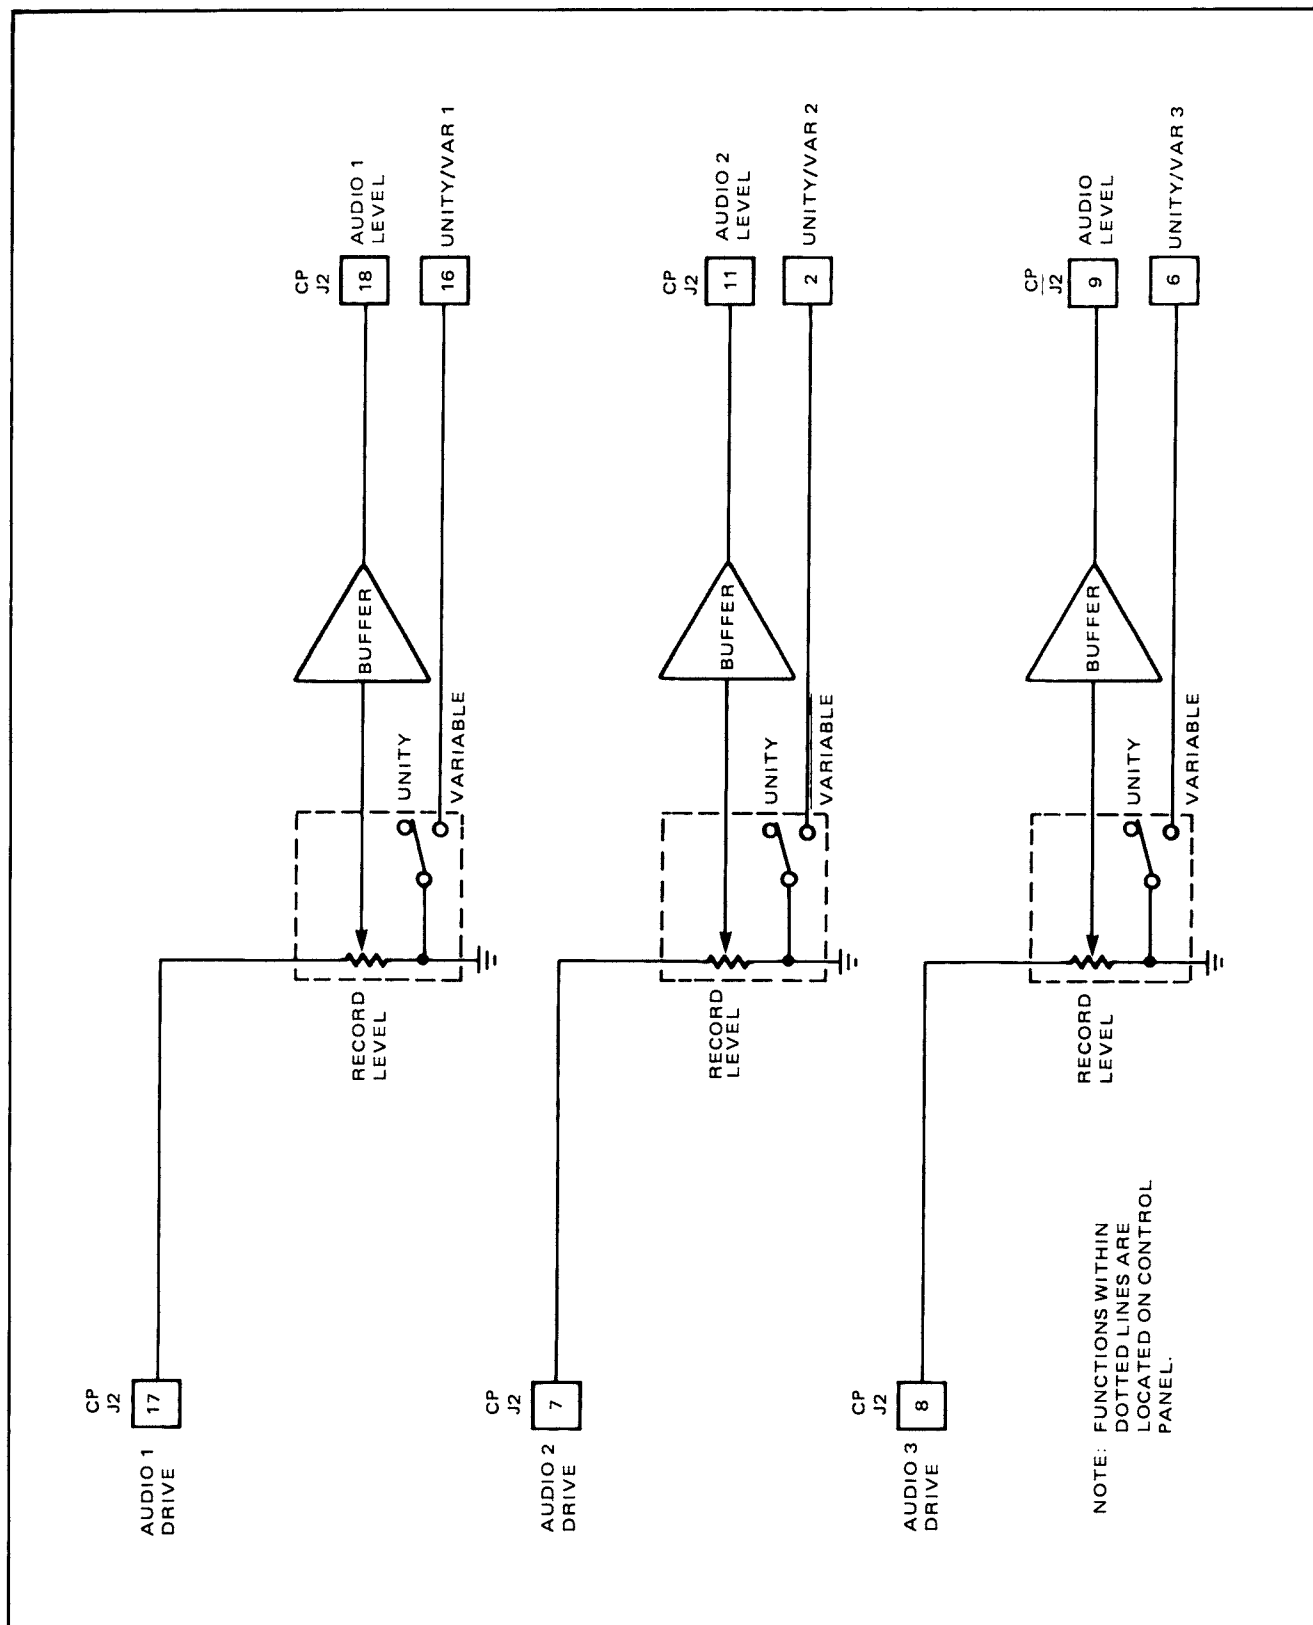 AUDIO 1
DRIVE
CP
J2
17
RECORD
LEVEL
UNITY
VARIABLE
BUFFER
CP
J2
18
AUDIO 1
LEVEL
16
UNITY/VAR 1
AUDIO 2
DRIVE
CP
J2
7
RECORD
LEVEL
UNITY
VARIABLE
BUFFER
CP
J2
11
AUDIO 2
LEVEL
2
UNITY/VAR 2
AUDIO 3
DRIVE
CP
J2
8
RECORD
LEVEL
UNITY
VARIABLE
BUFFER
CP
J2
9
AUDIO
LEVEL
6
UNITY/VAR 3
NOTE: FUNCTIONS WITHIN
DOTTED LINES ARE
LOCATED ON CONTROL
PANEL.